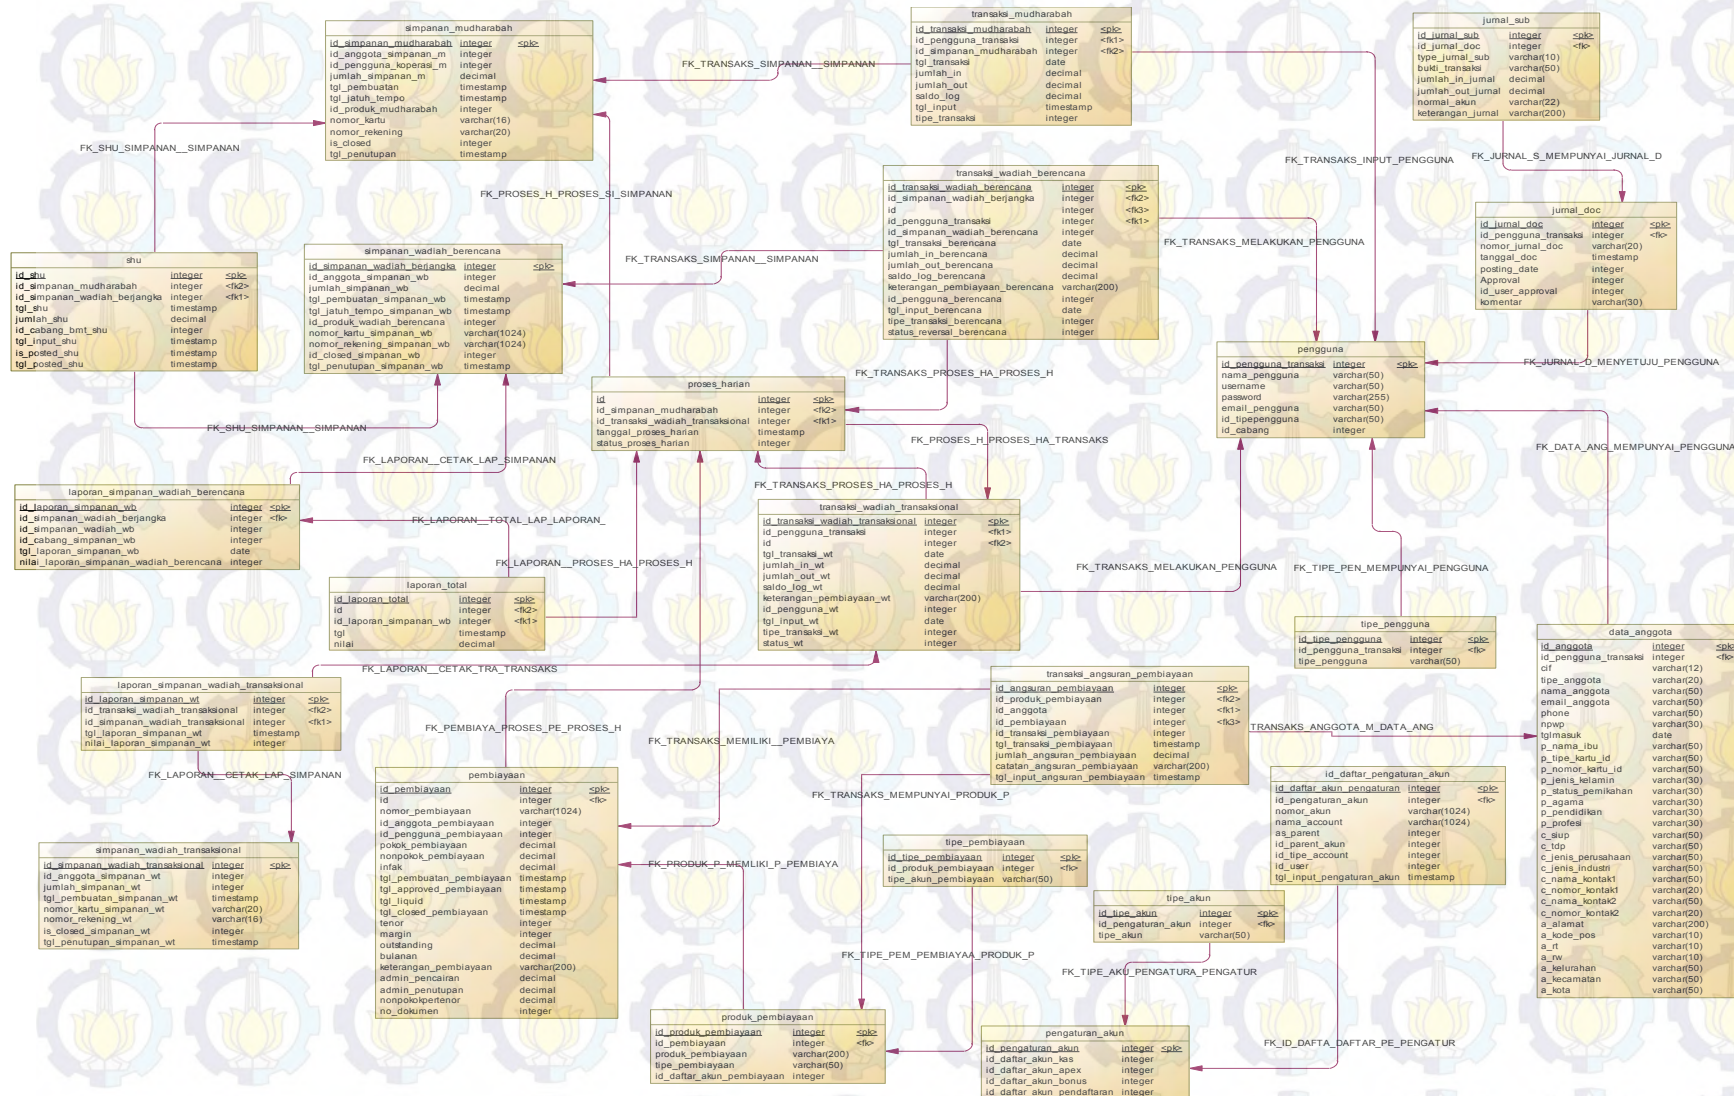 simpanan_mudharabah
id_simpanan_mudharabah integer <pk>
id_anggota_simpanan_m integer
id_pengguna_koperasi_m integer
jumlah_simpanan_m decimal
tgl_pembuatan timestamp
tgl_jatuh_tempo timestamp
id_produk_mudharabah integer
nomor_kartu varchar(16)
nomor_rekening varchar(20)
is_closed integer
tgl_penutupan timestamp
transaksi_mudharabah
id_transaksi_mudharabah integer <pk>
id_pengguna_transaksi integer <fk1>
id_simpanan_mudharabah integer <fk2>
tgl_transaksi date
jumlah_in decimal
jumlah_out decimal
saldo_log decimal
tgl_input timestamp
tipe_transaksi integer
jurnal_sub
id_jurnal_sub integer <pk>
id_jurnal_doc integer <fk>
type_jurnal_sub varchar(10)
bukti_transaksi varchar(50)
jumlah_in_jurnal decimal
jumlah_out_jurnal decimal
normal_akun varchar(22)
keterangan_jurnal varchar(200)
FK_TRANSAKS_SIMPANAN__SIMPANAN
FK_SHU_SIMPANAN__SIMPANAN
FK_PROSES_H_PROSES_SI_SIMPANAN
FK_TRANSAKS_INPUT_PENGGUNA
FK_JURNAL_S_MEMPUNYAI_JURNAL_D
transaksi_wadiah_berencana
id_transaksi_wadiah_berencana integer <pk>
id_simpanan_wadiah_berjangka integer <fk2>
id integer <fk3>
id_pengguna_transaksi integer <fk1>
id_simpanan_wadiah_berencana integer
tgl_transaksi_berencana date
jumlah_in_berencana decimal
jumlah_out_berencana decimal
saldo_log_berencana decimal
keterangan_pembiayaan_berencana varchar(200)
id_pengguna_berencana integer
tgl_input_berencana date
tipe_transaksi_berencana integer
status_reversal_berencana integer
jurnal_doc
id_jurnal_doc integer <pk>
id_pengguna_transaksi integer <fk>
nomor_jurnal_doc varchar(20)
tanggal_doc timestamp
posting_date integer
Approval integer
id_user_approval integer
komentar varchar(30)
shu
id_shu integer <pk>
id_simpanan_mudharabah integer <fk2>
id_simpanan_wadiah_berjangka integer <fk1>
tgl_shu timestamp
jumlah_shu decimal
id_cabang_bmt_shu integer
tgl_input_shu timestamp
is_posted_shu timestamp
tgl_posted_shu timestamp
simpanan_wadiah_berencana
id_simpanan_wadiah_berjangka integer <pk>
id_anggota_simpanan_wb integer
jumlah_simpanan_wb decimal
tgl_pembuatan_simpanan_wb timestamp
tgl_jatuh_tempo_simpanan_wb timestamp
id_produk_wadiah_berencana integer
nomor_kartu_simpanan_wb varchar(1024)
nomor_rekening_simpanan_wb varchar(1024)
id_closed_simpanan_wb integer
tgl_penutupan_simpanan_wb timestamp
FK_TRANSAKS_SIMPANAN__SIMPANAN
FK_TRANSAKS_MELAKUKAN_PENGGUNA
pengguna
id_pengguna_transaksi integer <pk>
nama_pengguna varchar(50)
username varchar(50)
password varchar(255)
email_pengguna varchar(50)
id_tipepengguna integer
id_cabang integer
FK_JURNAL_D_MENYETUJU_PENGGUNA
FK_TRANSAKS_PROSES_HA_PROSES_H
proses_harian
id integer <pk>
id_simpanan_mudharabah integer <fk2>
id_transaksi_wadiah_transaksional integer <fk1>
tanggal_proses_harian timestamp
status_proses_harian integer
FK_SHU_SIMPANAN__SIMPANAN
FK_PROSES_H_PROSES_HA_TRANSAKS
FK_DATA_ANG_MEMPUNYAI_PENGGUNA
FK_LAPORAN__CETAK_LAP_SIMPANAN
FK_TRANSAKS_PROSES_HA_PROSES_H
laporan_simpanan_wadiah_berencana
id_laporan_simpanan_wb integer <pk>
id_simpanan_wadiah_berjangka integer <fk>
id_simpanan_wadiah_wb integer
id_cabang_simpanan_wb integer
tgl_laporan_simpanan_wb date
nilai_laporan_simpanan_wadiah_berencana integer
FK_LAPORAN__TOTAL_LAP_LAPORAN_
FK_LAPORAN__PROSES_HA_PROSES_H
transaksi_wadiah_transaksional
id_transaksi_wadiah_transaksional integer <pk>
id_pengguna_transaksi integer <fk1>
id integer <fk2>
tgl_transaksi_wt date
jumlah_in_wt decimal
jumlah_out_wt decimal
saldo_log_wt decimal
keterangan_pembiayaan_wt varchar(200)
id_pengguna_wt integer
tgl_input_wt date
tipe_transaksi_wt integer
status_wt integer
FK_TRANSAKS_MELAKUKAN_PENGGUNA
FK_TIPE_PEN_MEMPUNYAI_PENGGUNA
laporan_total
id_laporan_total integer <pk>
id integer <fk2>
id_laporan_simpanan_wb integer <fk1>
tgl timestamp
nilai decimal
tipe_pengguna
id_tipe_pengguna integer <pk>
id_pengguna_transaksi integer <fk>
tipe_pengguna varchar(50)
data_anggota
id_anggota integer <pk>
id_pengguna_transaksi integer <fk>
cif varchar(12)
tipe_anggota varchar(20)
nama_anggota varchar(50)
email_anggota varchar(50)
phone varchar(50)
npwp varchar(30)
tglmasuk date
p_nama_ibu varchar(50)
p_tipe_kartu_id varchar(50)
p_nomor_kartu_id varchar(50)
p_jenis_kelamin varchar(30)
p_status_pernikahan varchar(30)
p_agama varchar(30)
p_pendidikan varchar(30)
p_profesi varchar(30)
c_siup varchar(50)
c_tdp varchar(50)
c_jenis_perusahaan varchar(50)
c_jenis_industri varchar(50)
c_nama_kontak1 varchar(50)
c_nomor_kontak1 varchar(20)
c_nama_kontak2 varchar(50)
c_nomor_kontak2 varchar(20)
a_alamat varchar(200)
a_kode_pos varchar(10)
a_rt varchar(10)
a_rw varchar(10)
a_kelurahan varchar(50)
a_kecamatan varchar(50)
a_kota varchar(50)
FK_LAPORAN__CETAK_TRA_TRANSAKS
laporan_simpanan_wadiah_transaksional
id_laporan_simpanan_wt integer <pk>
id_transaksi_wadiah_transaksional integer <fk2>
id_simpanan_wadiah_transaksional integer <fk1>
tgl_laporan_simpanan_wt timestamp
nilai_laporan_simpanan_wt integer
transaksi_angsuran_pembiayaan
id_angsuran_pembiayaan integer <pk>
id_produk_pembiayaan integer <fk2>
id_anggota integer <fk1>
id_pembiayaan integer <fk3>
id_transaksi_pembiayaan integer
tgl_transaksi_pembiayaan timestamp
jumlah_angsuran_pembiayaan decimal
catatan_angsuran_pembiayaan varchar(200)
tgl_input_angsuran_pembiayaan timestamp
FK_PEMBIAYA_PROSES_PE_PROSES_H
FK_TRANSAKS_MEMILIKI__PEMBIAYA
TRANSAKS_ANGGOTA_M_DATA_ANG
FK_LAPORAN__CETAK_LAP_SIMPANAN
FK_TRANSAKS_MEMPUNYAI_PRODUK_P
pembiayaan
id_pembiayaan integer <pk>
id integer <fk>
nomor_pembiayaan varchar(1024)
id_anggota_pembiayaan integer
id_pengguna_pembiayaan integer
pokok_pembiayaan decimal
nonpokok_pembiayaan decimal
infak decimal
tgl_pembuatan_pembiayaan timestamp
tgl_approved_pembiayaan timestamp
tgl_liquid timestamp
tgl_closed_pembiayaan timestamp
tenor integer
margin integer
outstanding decimal
bulanan decimal
keterangan_pembiayaan varchar(200)
admin_pencairan decimal
admin_penutupan decimal
nonpokokpertenor decimal
no_dokumen integer
id_daftar_pengaturan_akun
id_daftar_akun_pengaturan integer <pk>
id_pengaturan_akun integer <fk>
nomor_akun varchar(1024)
nama_account varchar(1024)
as_parent integer
id_parent_akun integer
id_tipe_account integer
id_user integer
tgl_input_pengaturan_akun timestamp
simpanan_wadiah_transaksional
id_simpanan_wadiah_transaksional integer <pk>
id_anggota_simpanan_wt integer
jumlah_simpanan_wt integer
tgl_pembuatan_simpanan_wt timestamp
nomor_kartu_simpanan_wt varchar(20)
nomor_rekening_wt varchar(16)
is_closed_simpanan_wt integer
tgl_penutupan_simpanan_wt timestamp
FK_PRODUK_P_MEMLIKI_P_PEMBIAYA
tipe_pembiayaan
id_tipe_pembiayaan integer <pk>
id_produk_pembiayaan integer <fk>
tipe_akun_pembiayaan varchar(50)
tipe_akun
id_tipe_akun integer <pk>
id_pengaturan_akun integer <fk>
tipe_akun varchar(50)
FK_TIPE_PEM_PEMBIAYAA_PRODUK_P
FK_TIPE_AKU_PENGATURA_PENGATUR
produk_pembiayaan
id_produk_pembiayaan integer <pk>
id_pembiayaan integer <fk>
produk_pembiayaan varchar(200)
tipe_pembiayaan varchar(50)
id_daftar_akun_pembiayaan integer
pengaturan_akun
id_pengaturan_akun integer <pk>
id_daftar_akun_kas integer
id_daftar_akun_apex integer
id_daftar_akun_bonus integer
id_daftar_akun_pendaftaran integer
FK_ID_DAFTA_DAFTAR_PE_PENGATUR